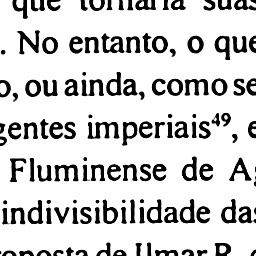 que tornaria suas
. No entanto, o que
o, ou ainda, como se
gentes imperiais⁴⁹, e
Fluminense de Ag
indivisibilidade das
roposta de Ilmar R.